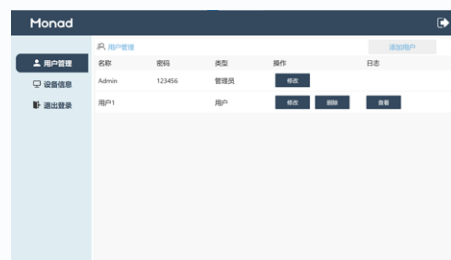 Monad
用户管理
添加用户
用户管理
设备信息
退出登录
名称 密码 类型 操作 日志
Admin 123456 管理员 修改
用户1 用户 修改 删除 查看